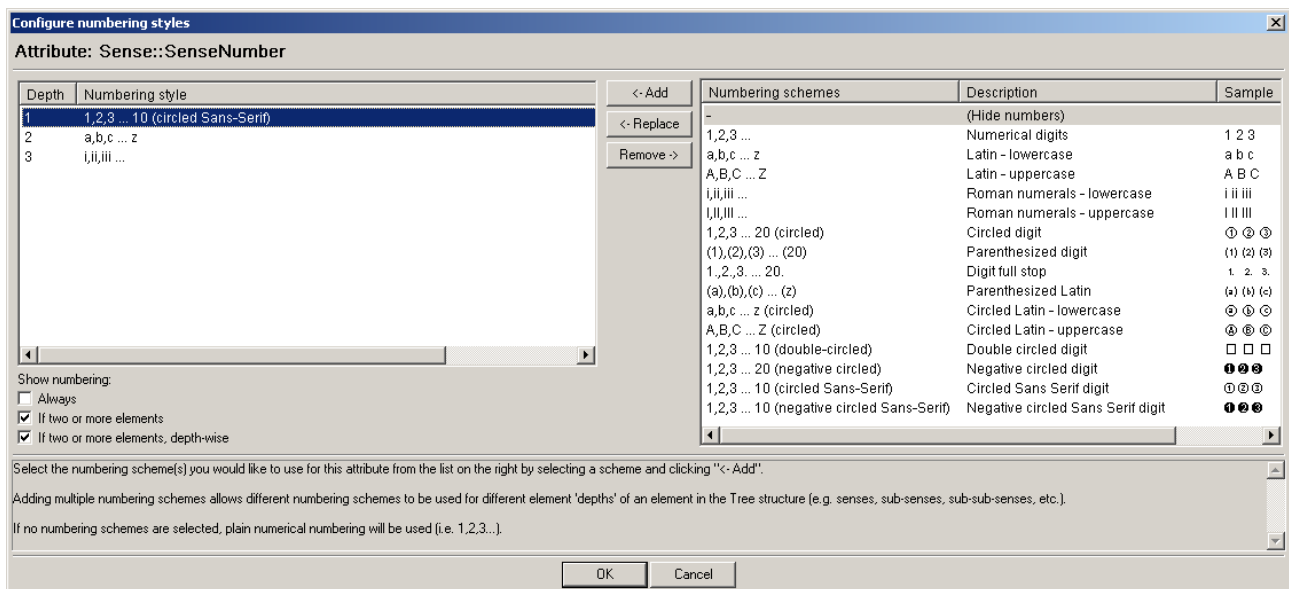 Configure numbering styles
Attribute: Sense::SenseNumber
Depth Numbering style
1 1,2,3 ... 10 (circled Sans-Serif)
2 a,b,c ... z
3 i,ii,iii ...
<- Add
<- Replace
Remove ->
Numbering schemes Description Sample
- (Hide numbers)
1,2,3 ... Numerical digits 1 2 3
a,b,c ... z Latin - lowercase a b c
A,B,C ... Z Latin - uppercase A B C
i,ii,iii ... Roman numerals - lowercase i ii iii
I,II,III ... Roman numerals - uppercase I II III
1,2,3 ... 20 (circled) Circled digit ① ② ③
(1),(2),(3) ... (20) Parenthesized digit (1) (2) (3)
1.,2.,3. ... 20. Digit full stop 1. 2. 3.
(a),(b),(c) ... (z) Parenthesized Latin (a) (b) (c)
a,b,c ... z (circled) Circled Latin - lowercase ⓐ ⓑ ⓒ
A,B,C ... Z (circled) Circled Latin - uppercase Ⓐ Ⓑ Ⓒ
1,2,3 ... 10 (double-circled) Double circled digit □ □ □
1,2,3 ... 20 (negative circled) Negative circled digit ❶ ❷ ❸
1,2,3 ... 10 (circled Sans-Serif) Circled Sans Serif digit ➀ ➁ ➂
1,2,3 ... 10 (negative circled Sans-Serif) Negative circled Sans Serif digit ➊ ➋ ➌
Show numbering:
Always
If two or more elements
If two or more elements, depth-wise
Select the numbering scheme(s) you would like to use for this attribute from the list on the right by selecting a scheme and clicking "<- Add".
Adding multiple numbering schemes allows different numbering schemes to be used for different element 'depths' of an element in the Tree structure (e.g. senses, sub-senses, sub-sub-senses, etc.).
If no numbering schemes are selected, plain numerical numbering will be used (i.e. 1,2,3...).
OK Cancel